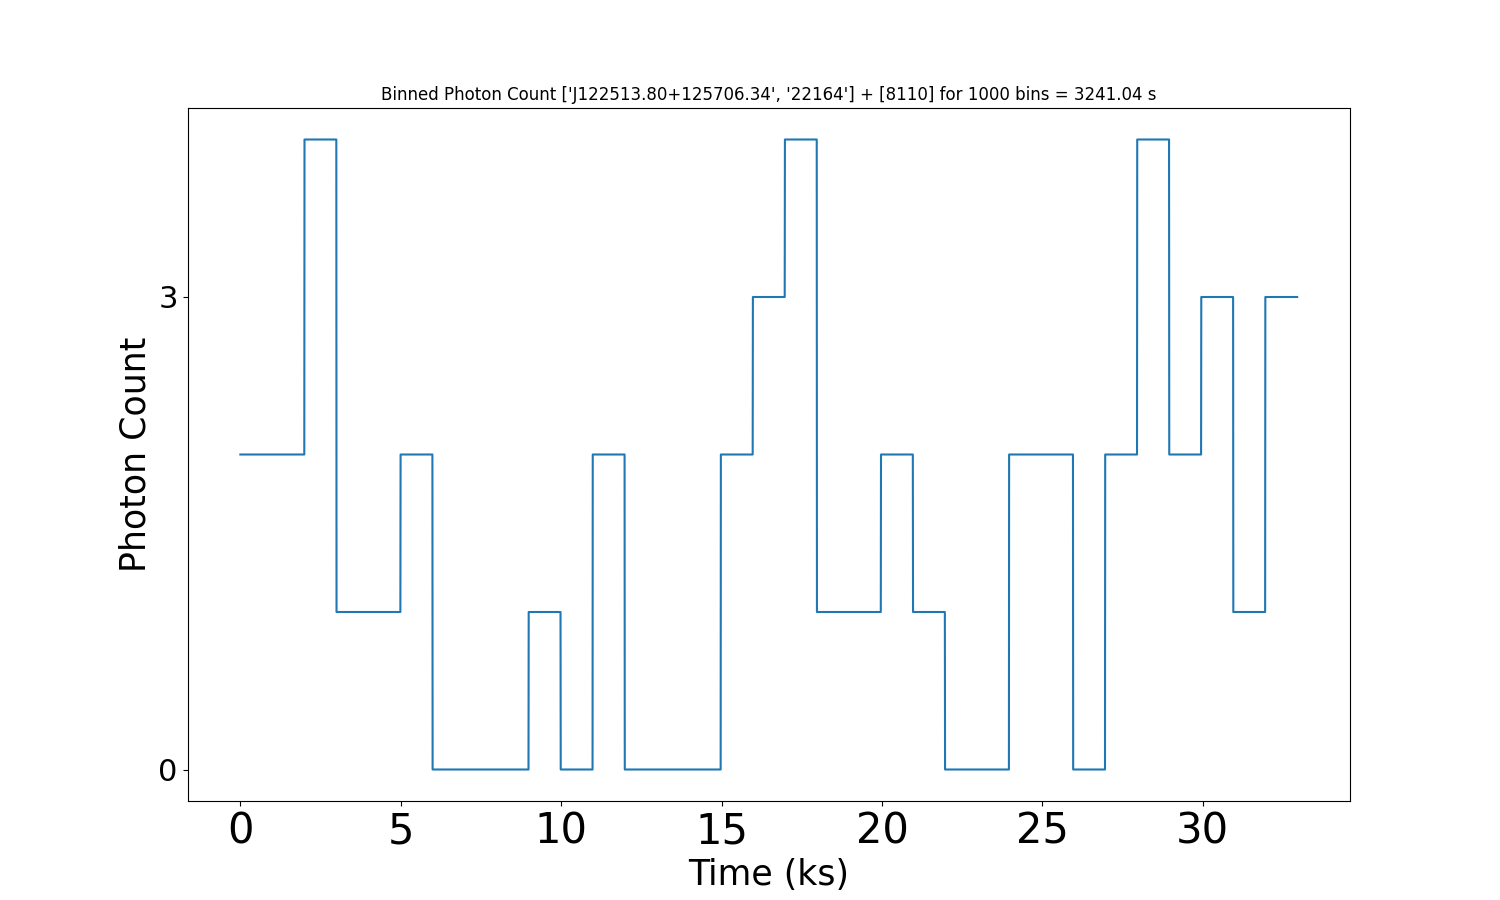 Binned Photon Count ['J122513.80+125706.34', '22164'] + [8110] for 1000 bins = 3241.04 s
3
Photon Count
0
0 5 10 15 20 25 30
Time (ks)